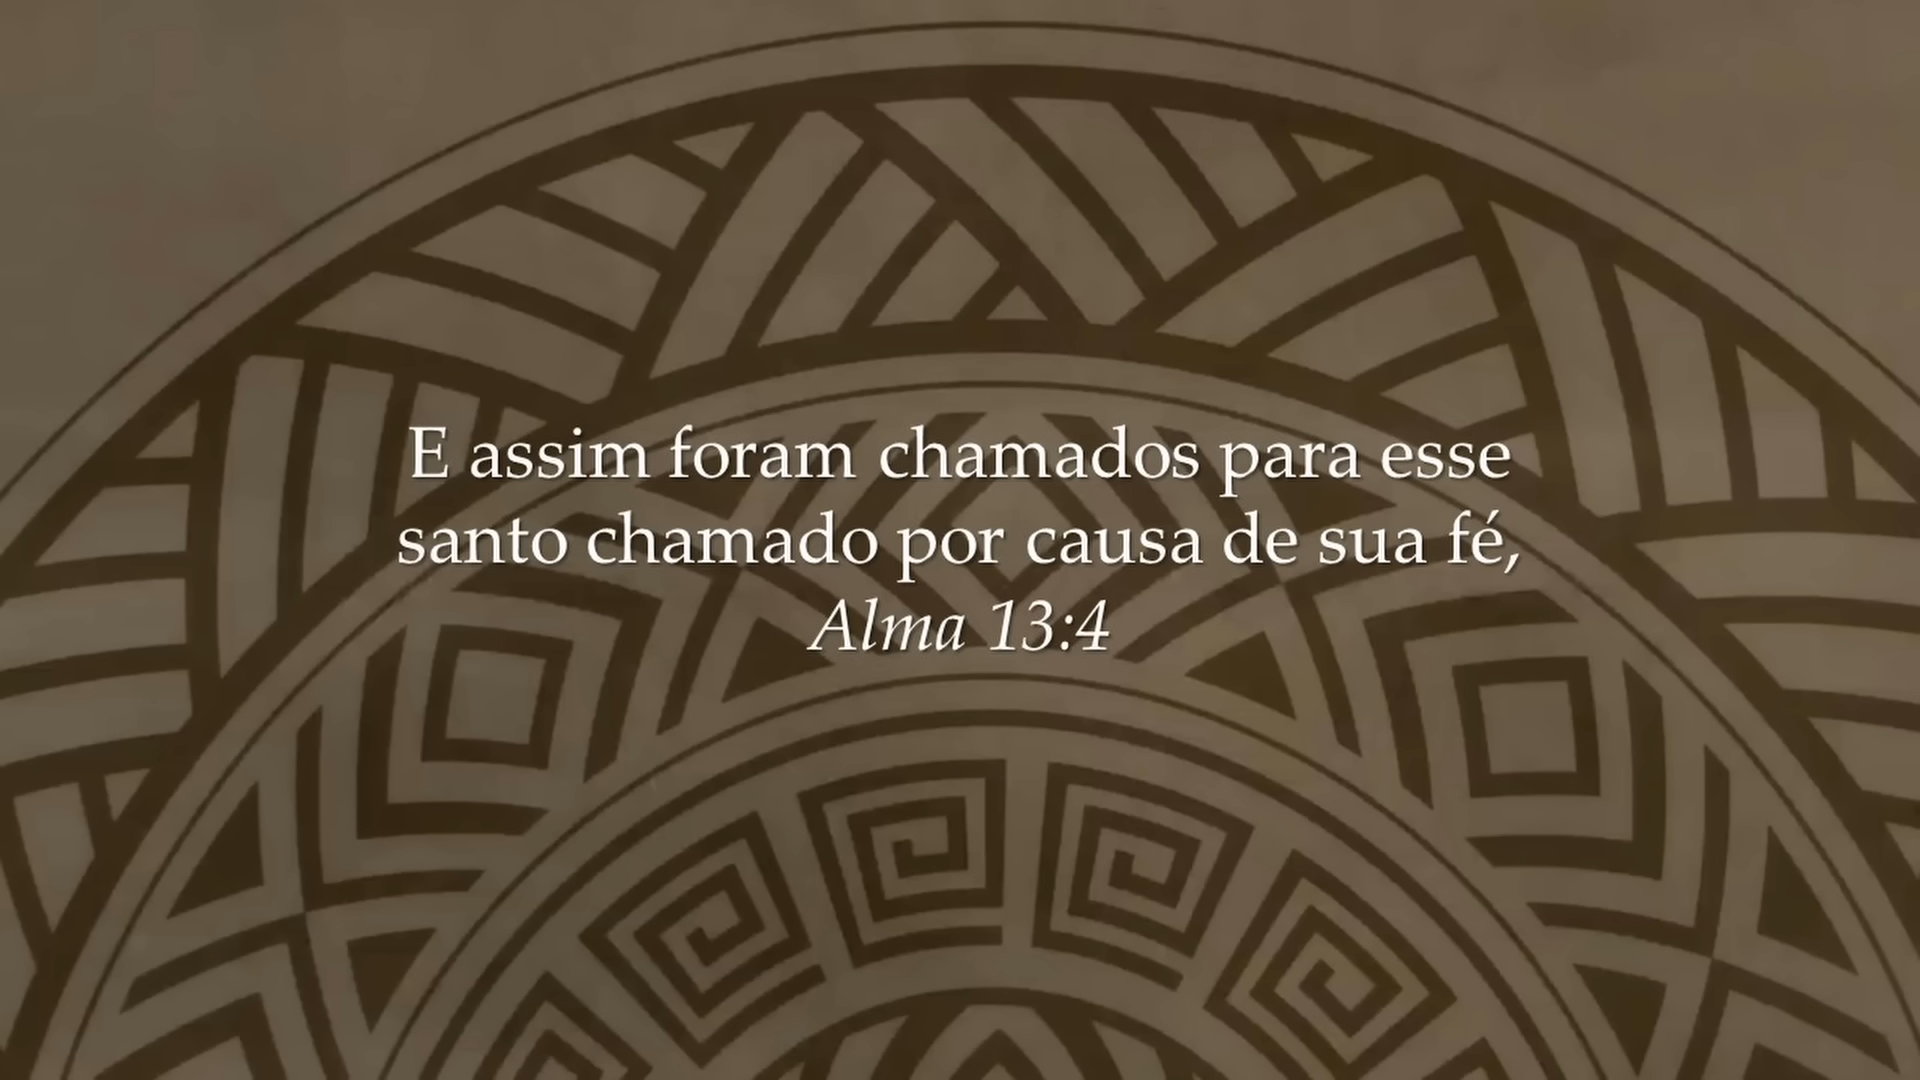 E assim foram chamados para esse
santo chamado por causa de sua fé,
Alma 13:4